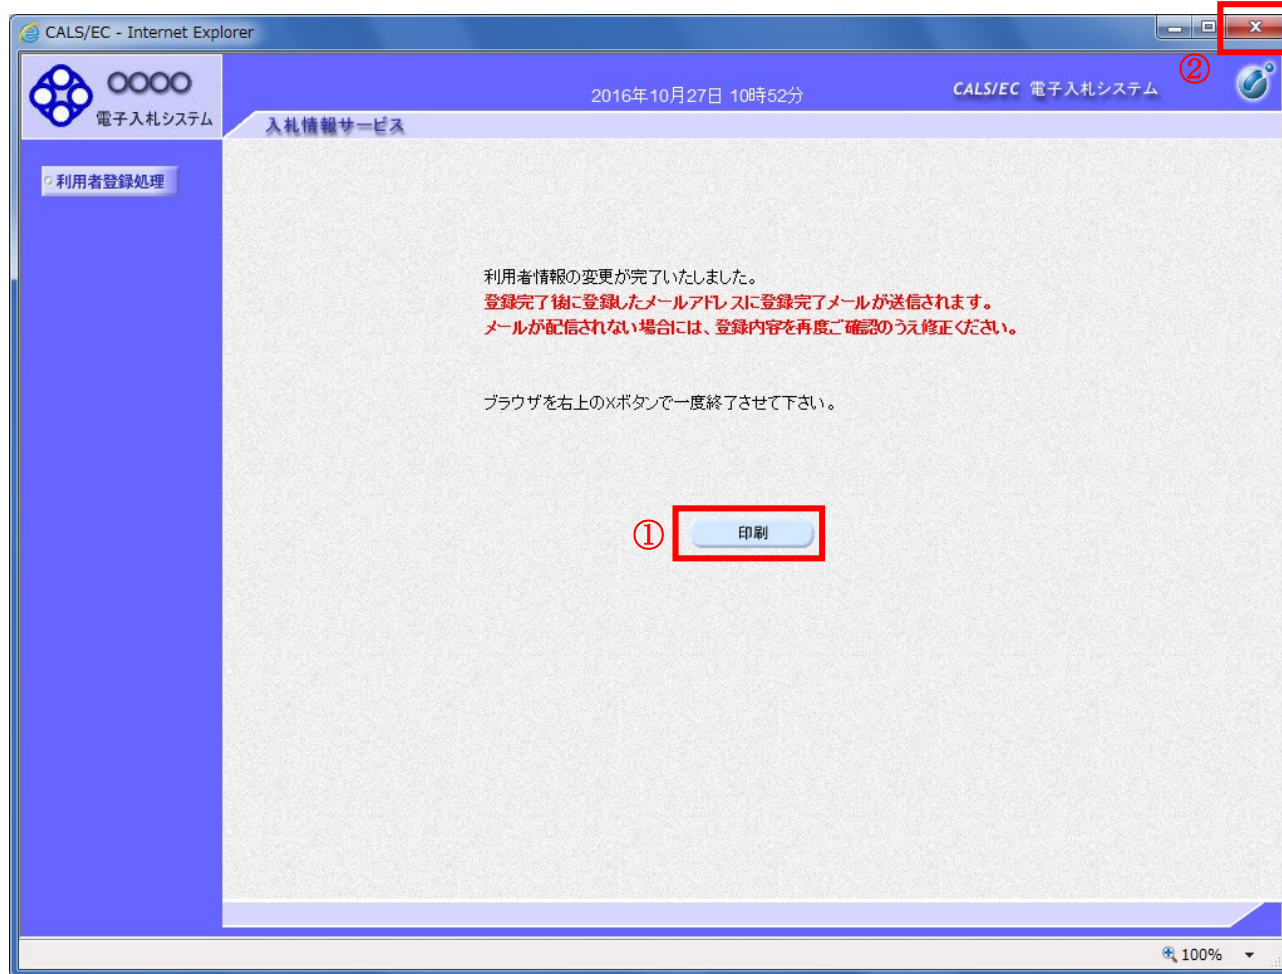 CALS/EC - Internet Explorer
X
②
〇〇〇〇
電子入札システム
2016年10月27日 10時52分
CALS/EC 電子入札システム
入札情報サービス
利用者登録処理
利用者情報の変更が完了いたしました。
登録完了後に登録したメールアドレスに登録完了メールが送信されます。
メールが配信されない場合には、登録内容を再度ご確認のうえ修正ください。
ブラウザを右上の×ボタンで一度終了させて下さい。
① 印刷
100%